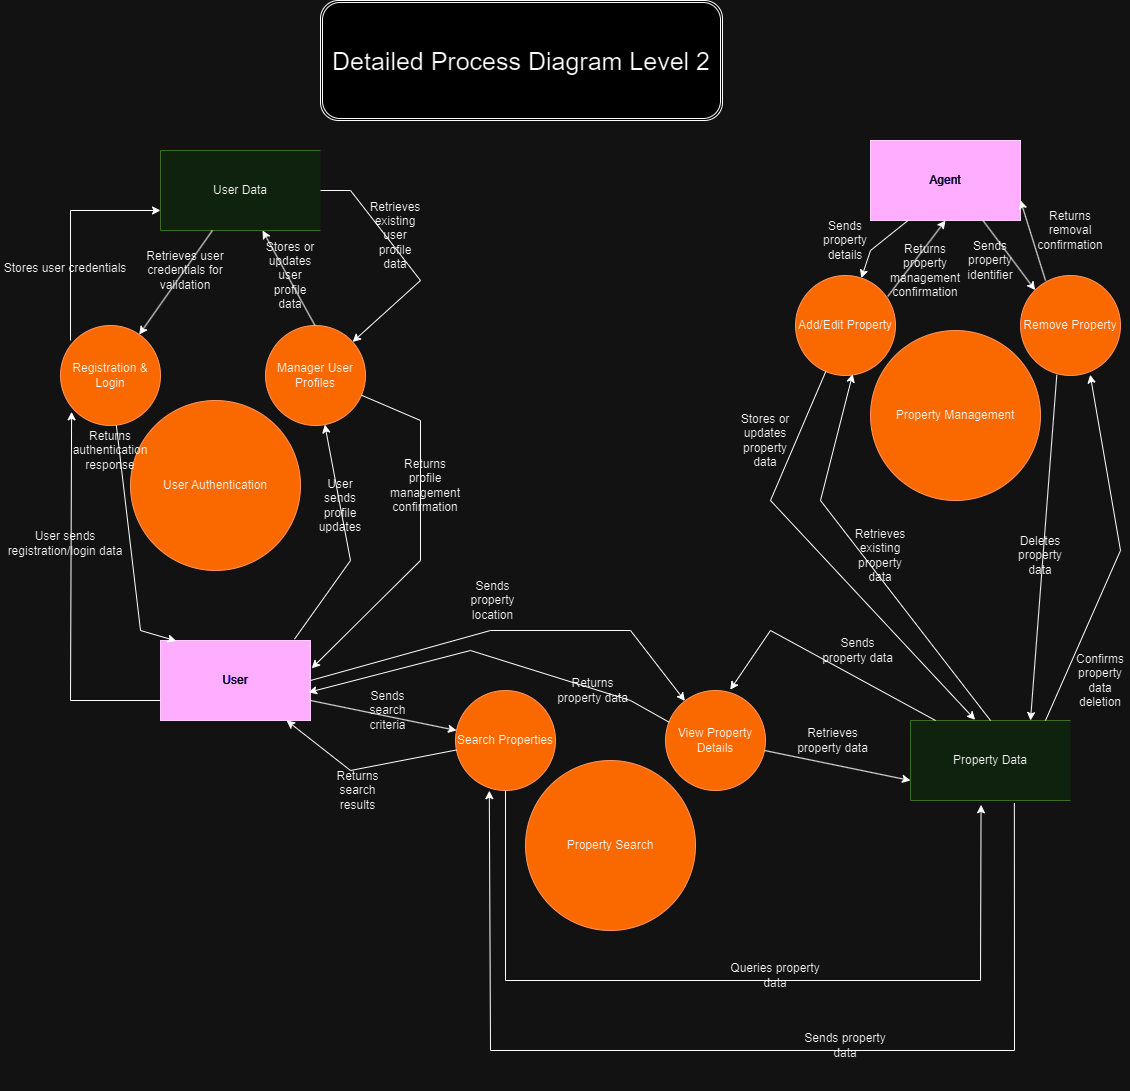 Detailed Process Diagram Level 2
User Data
Agent
Retrieves
existing
user
profile
data
Sends
property
details
Returns
removal
confirmation
Stores or
updates
user
profile
data
Retrieves user
credentials for
validation
Stores user credentials
Returns
property
management
confirmation
Sends
property
identifier
Registration &
Login
Manager User
Profiles
Add/Edit Property
Remove Property
Property Management
Returns
authentication
response
User Authentication
Returns
profile
management
confirmation
User
sends
profile
updates
Stores or
updates
property
data
User sends
registration/login data
Retrieves
existing
property
data
Deletes
property
data
Sends
property
location
User
Sends
property data
Confirms
property
data
deletion
Returns
property data
Sends
search
criteria
Search Properties
View Property
Details
Retrieves
property data
Property Data
Returns
search
results
Property Search
Queries property
data
Sends property
data